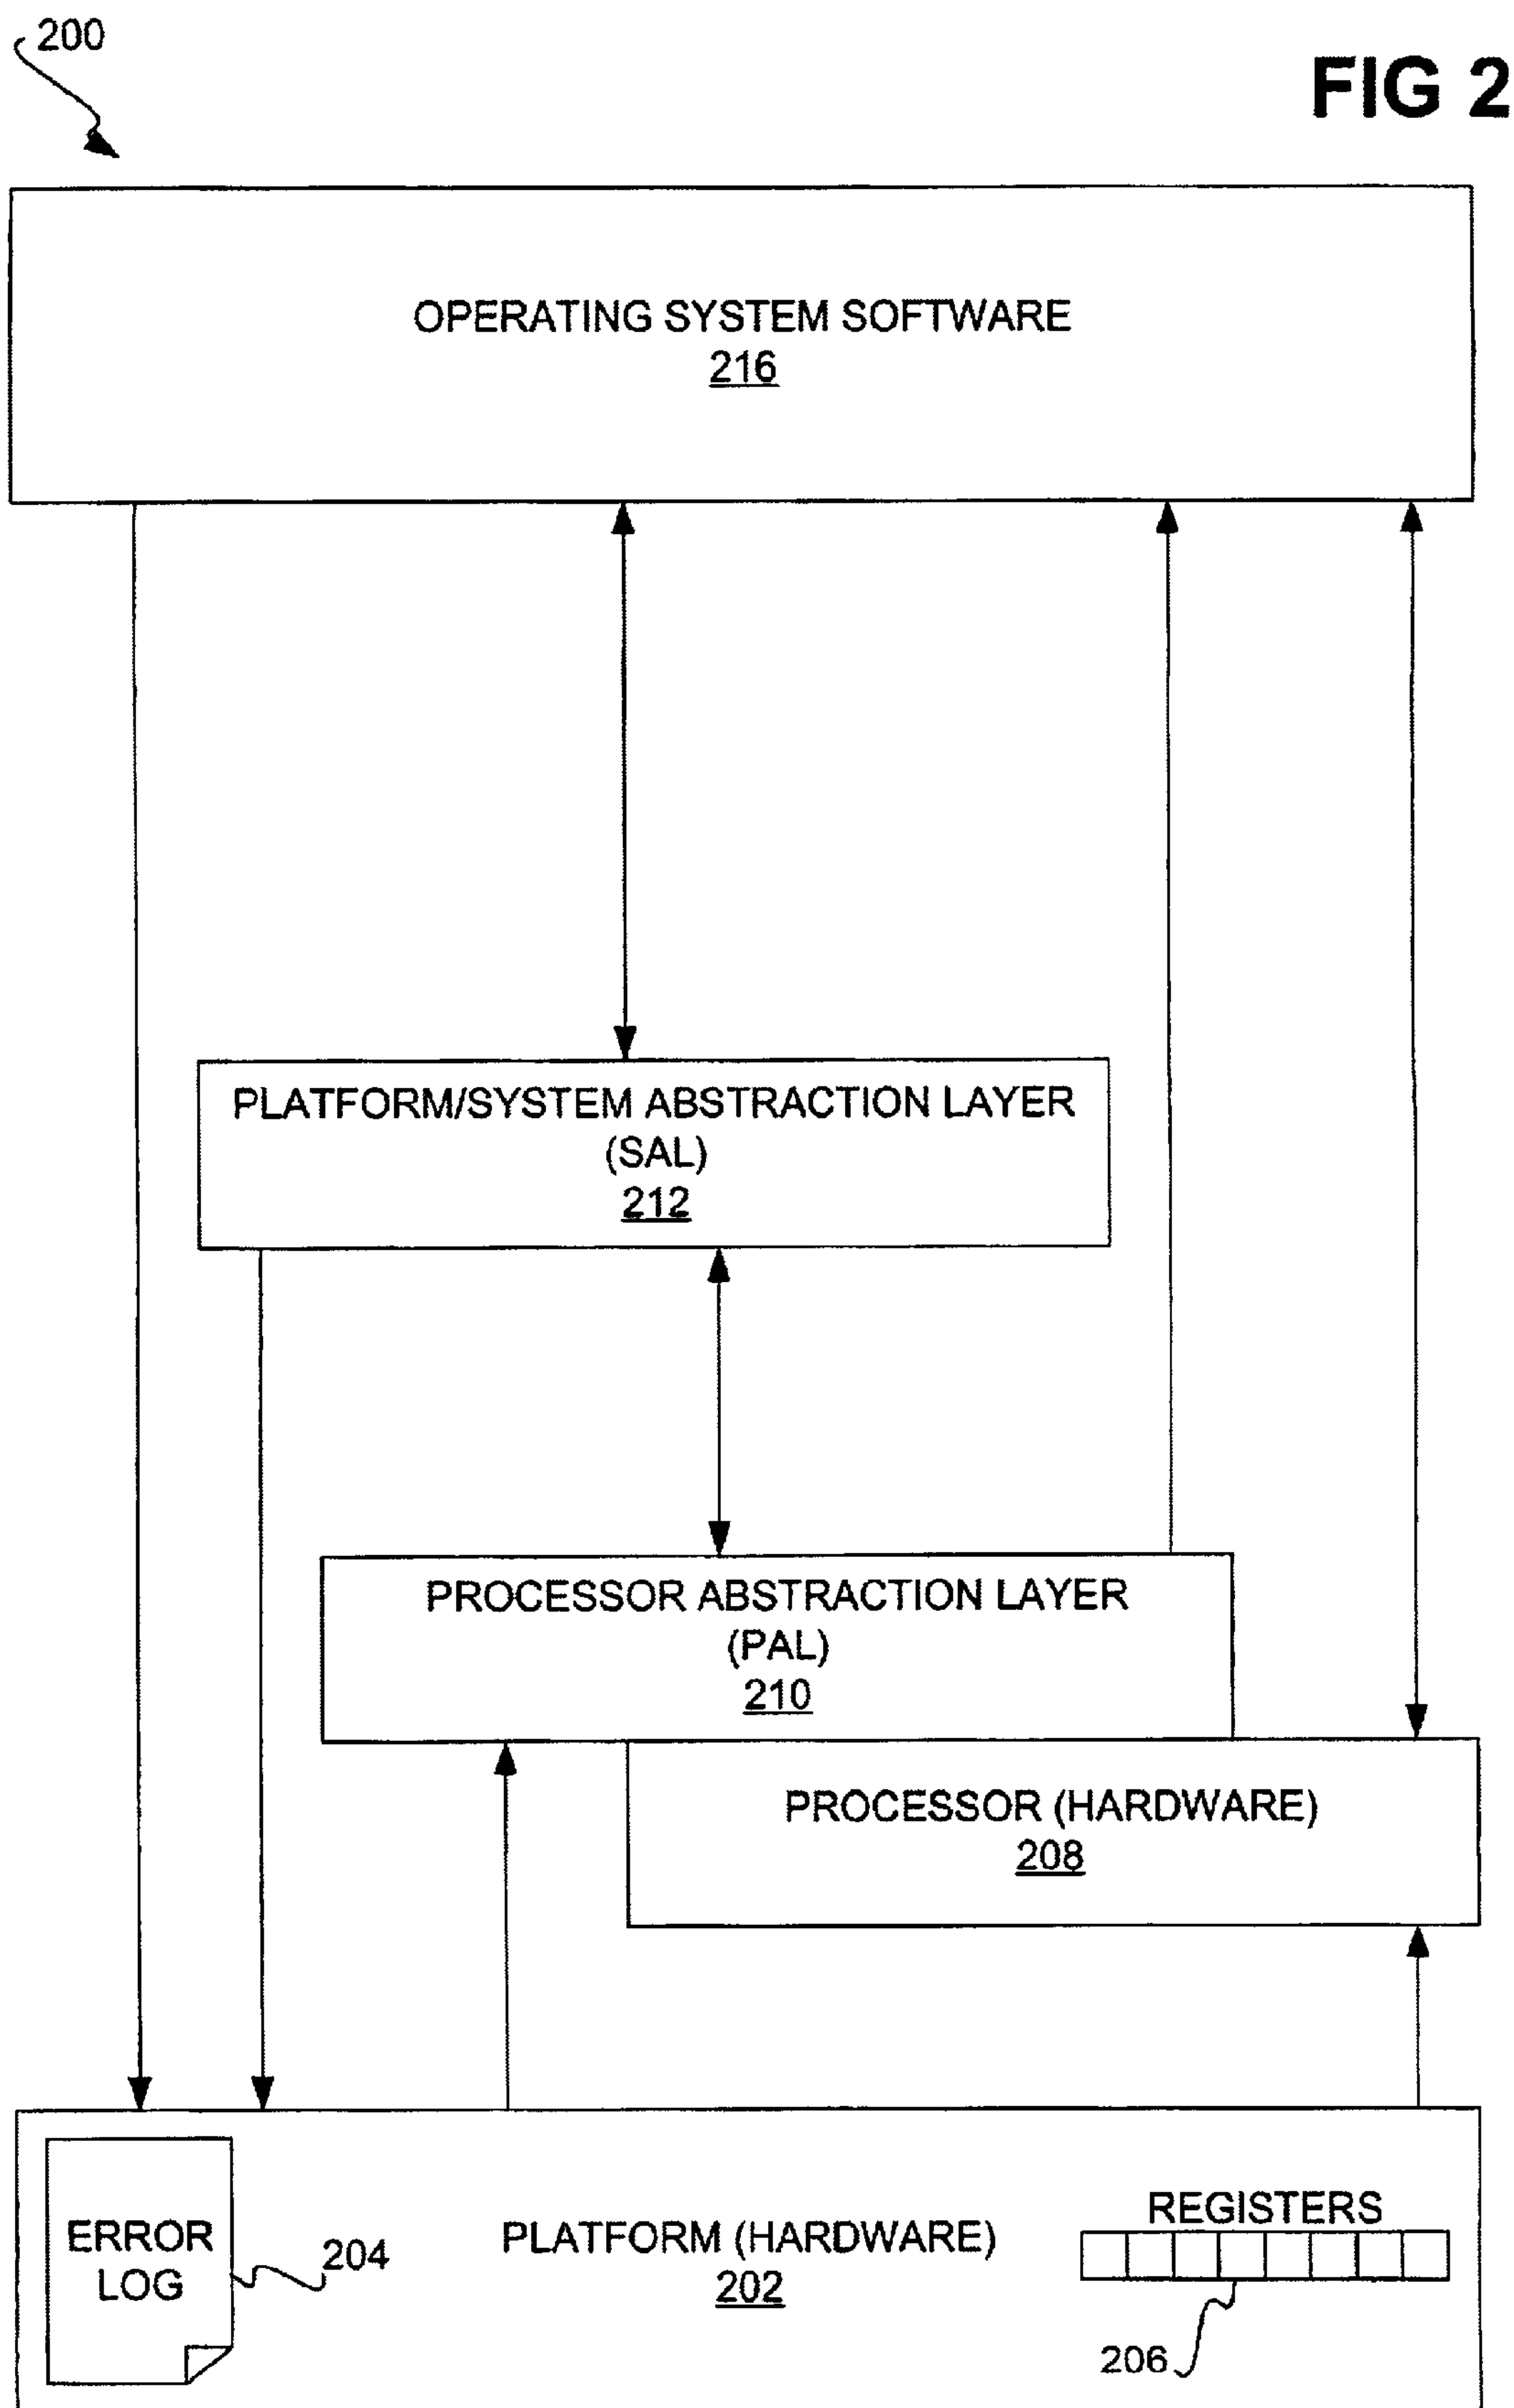 200
FIG 2
OPERATING SYSTEM SOFTWARE
216
PLATFORM/SYSTEM ABSTRACTION LAYER
(SAL)
212
PROCESSOR ABSTRACTION LAYER
(PAL)
210
PROCESSOR (HARDWARE)
208
ERROR
LOG
204
PLATFORM (HARDWARE)
202
REGISTERS
206